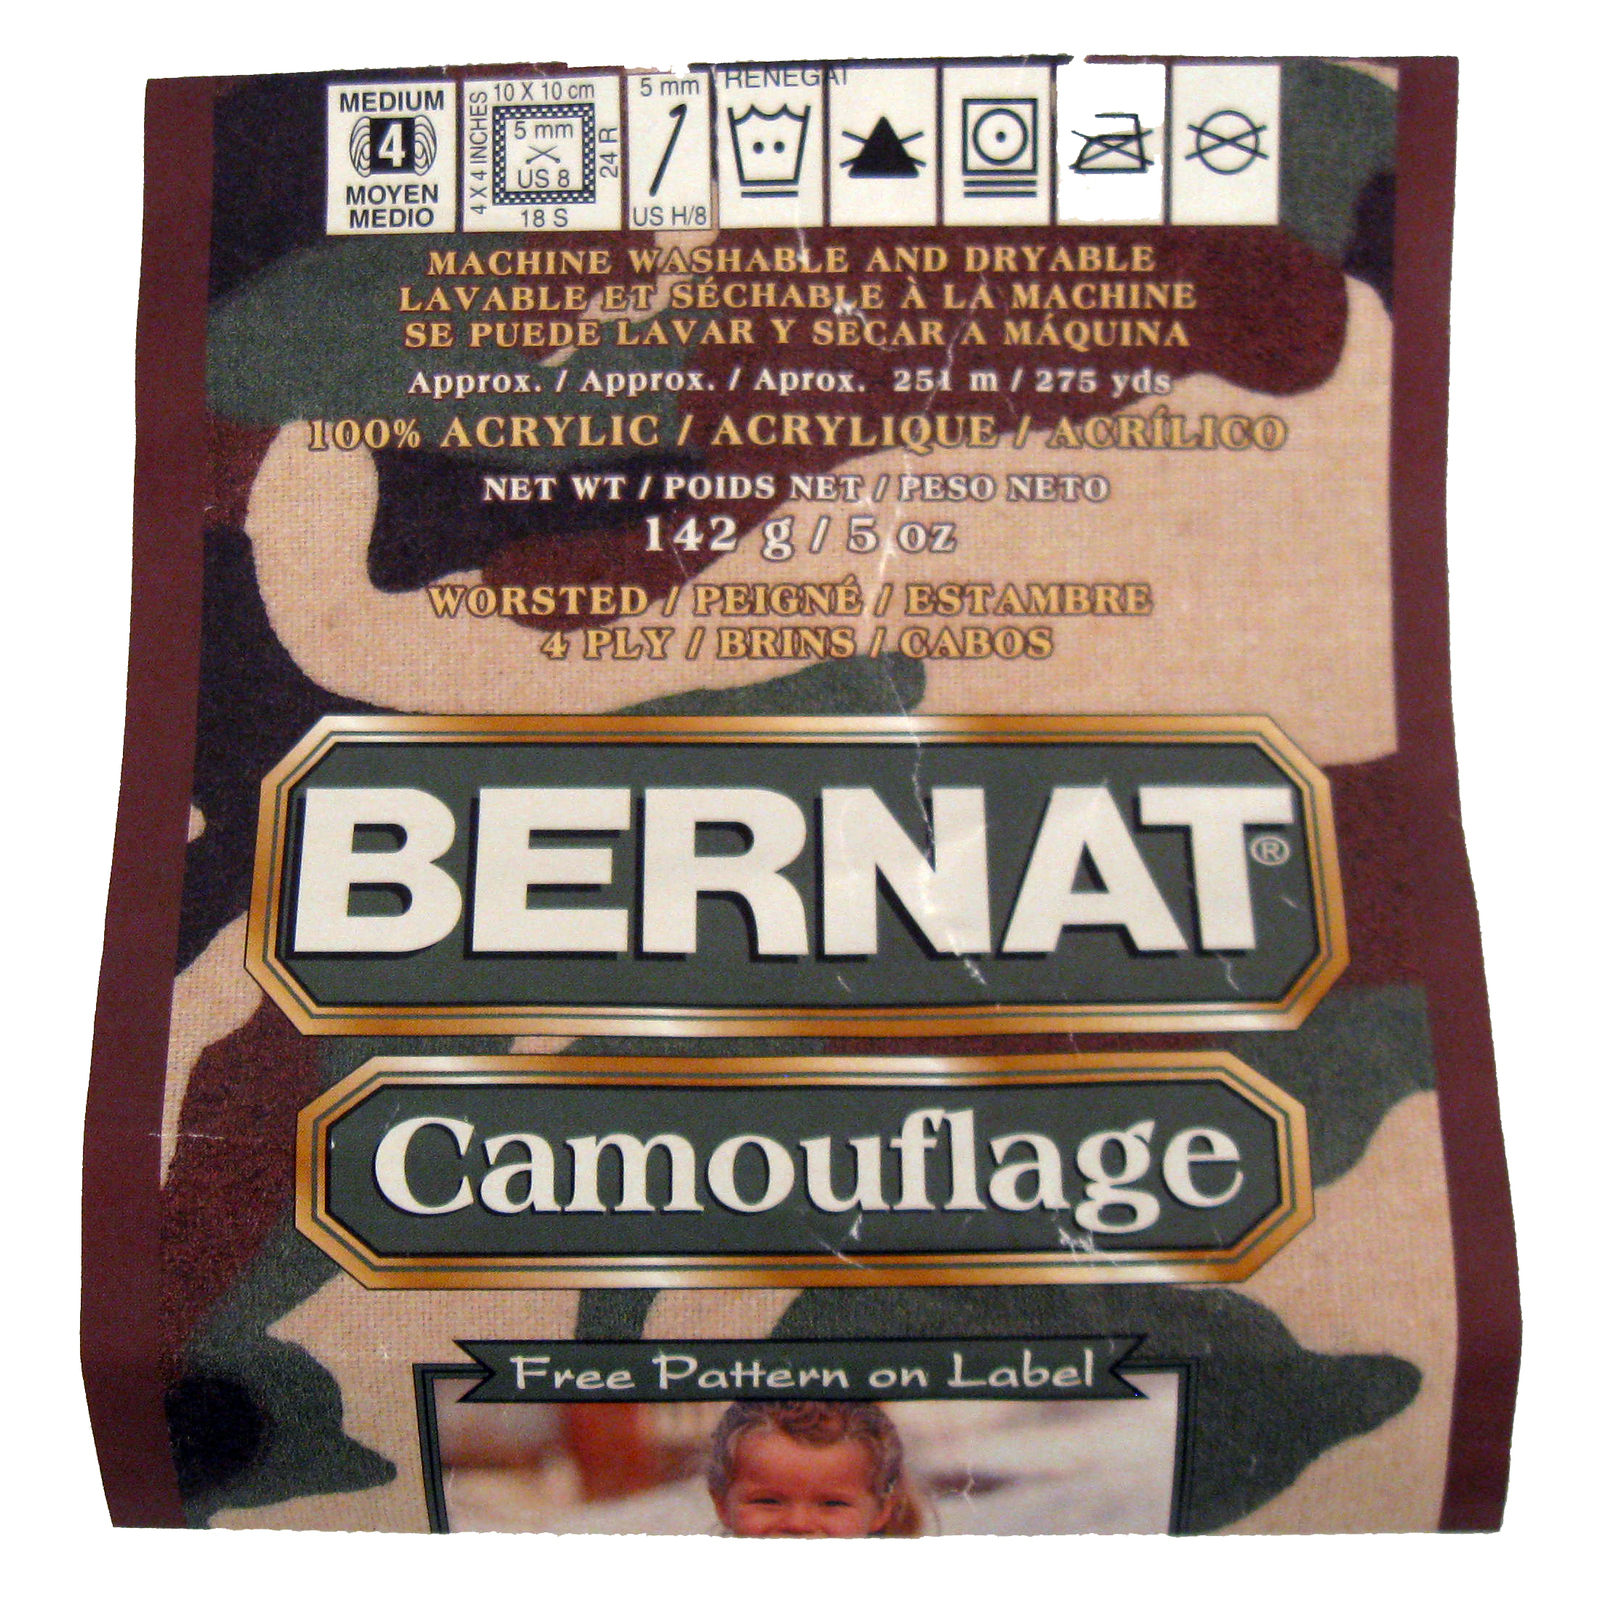 RENEGAT
MEDIUM
4
MOYEN
MEDIO
10 X 10 cm
4 X 4 INCHES
5 mm
US 8
24 R
18 S
5 mm
US H/8
MACHINE WASHABLE AND DRYABLE
LAVABLE ET SÉCHABLE À LA MACHINE
SE PUEDE LAVAR Y SECAR A MÁQUINA
Approx. / Approx. / Aprox. 251 m / 275 yds
100% ACRYLIC / ACRYLIQUE / ACRÍLICO
NET WT / POIDS NET / PESO NETO
142 g / 5 oz
WORSTED / PEIGNÉ / ESTAMBRE
4 PLY / BRINS / CABOS
BERNAT®
Camouflage
Free Pattern on Label